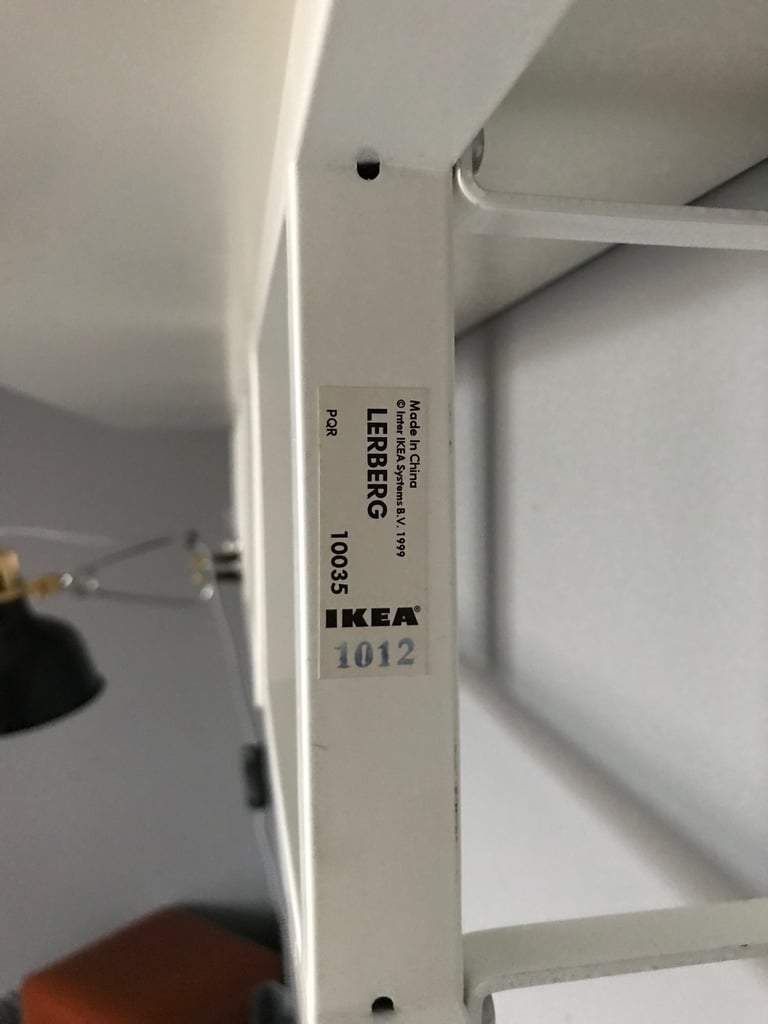 Made in China
© Inter IKEA Systems B.V. 1999
LERBERG
PQR
10035
IKEA®
1012